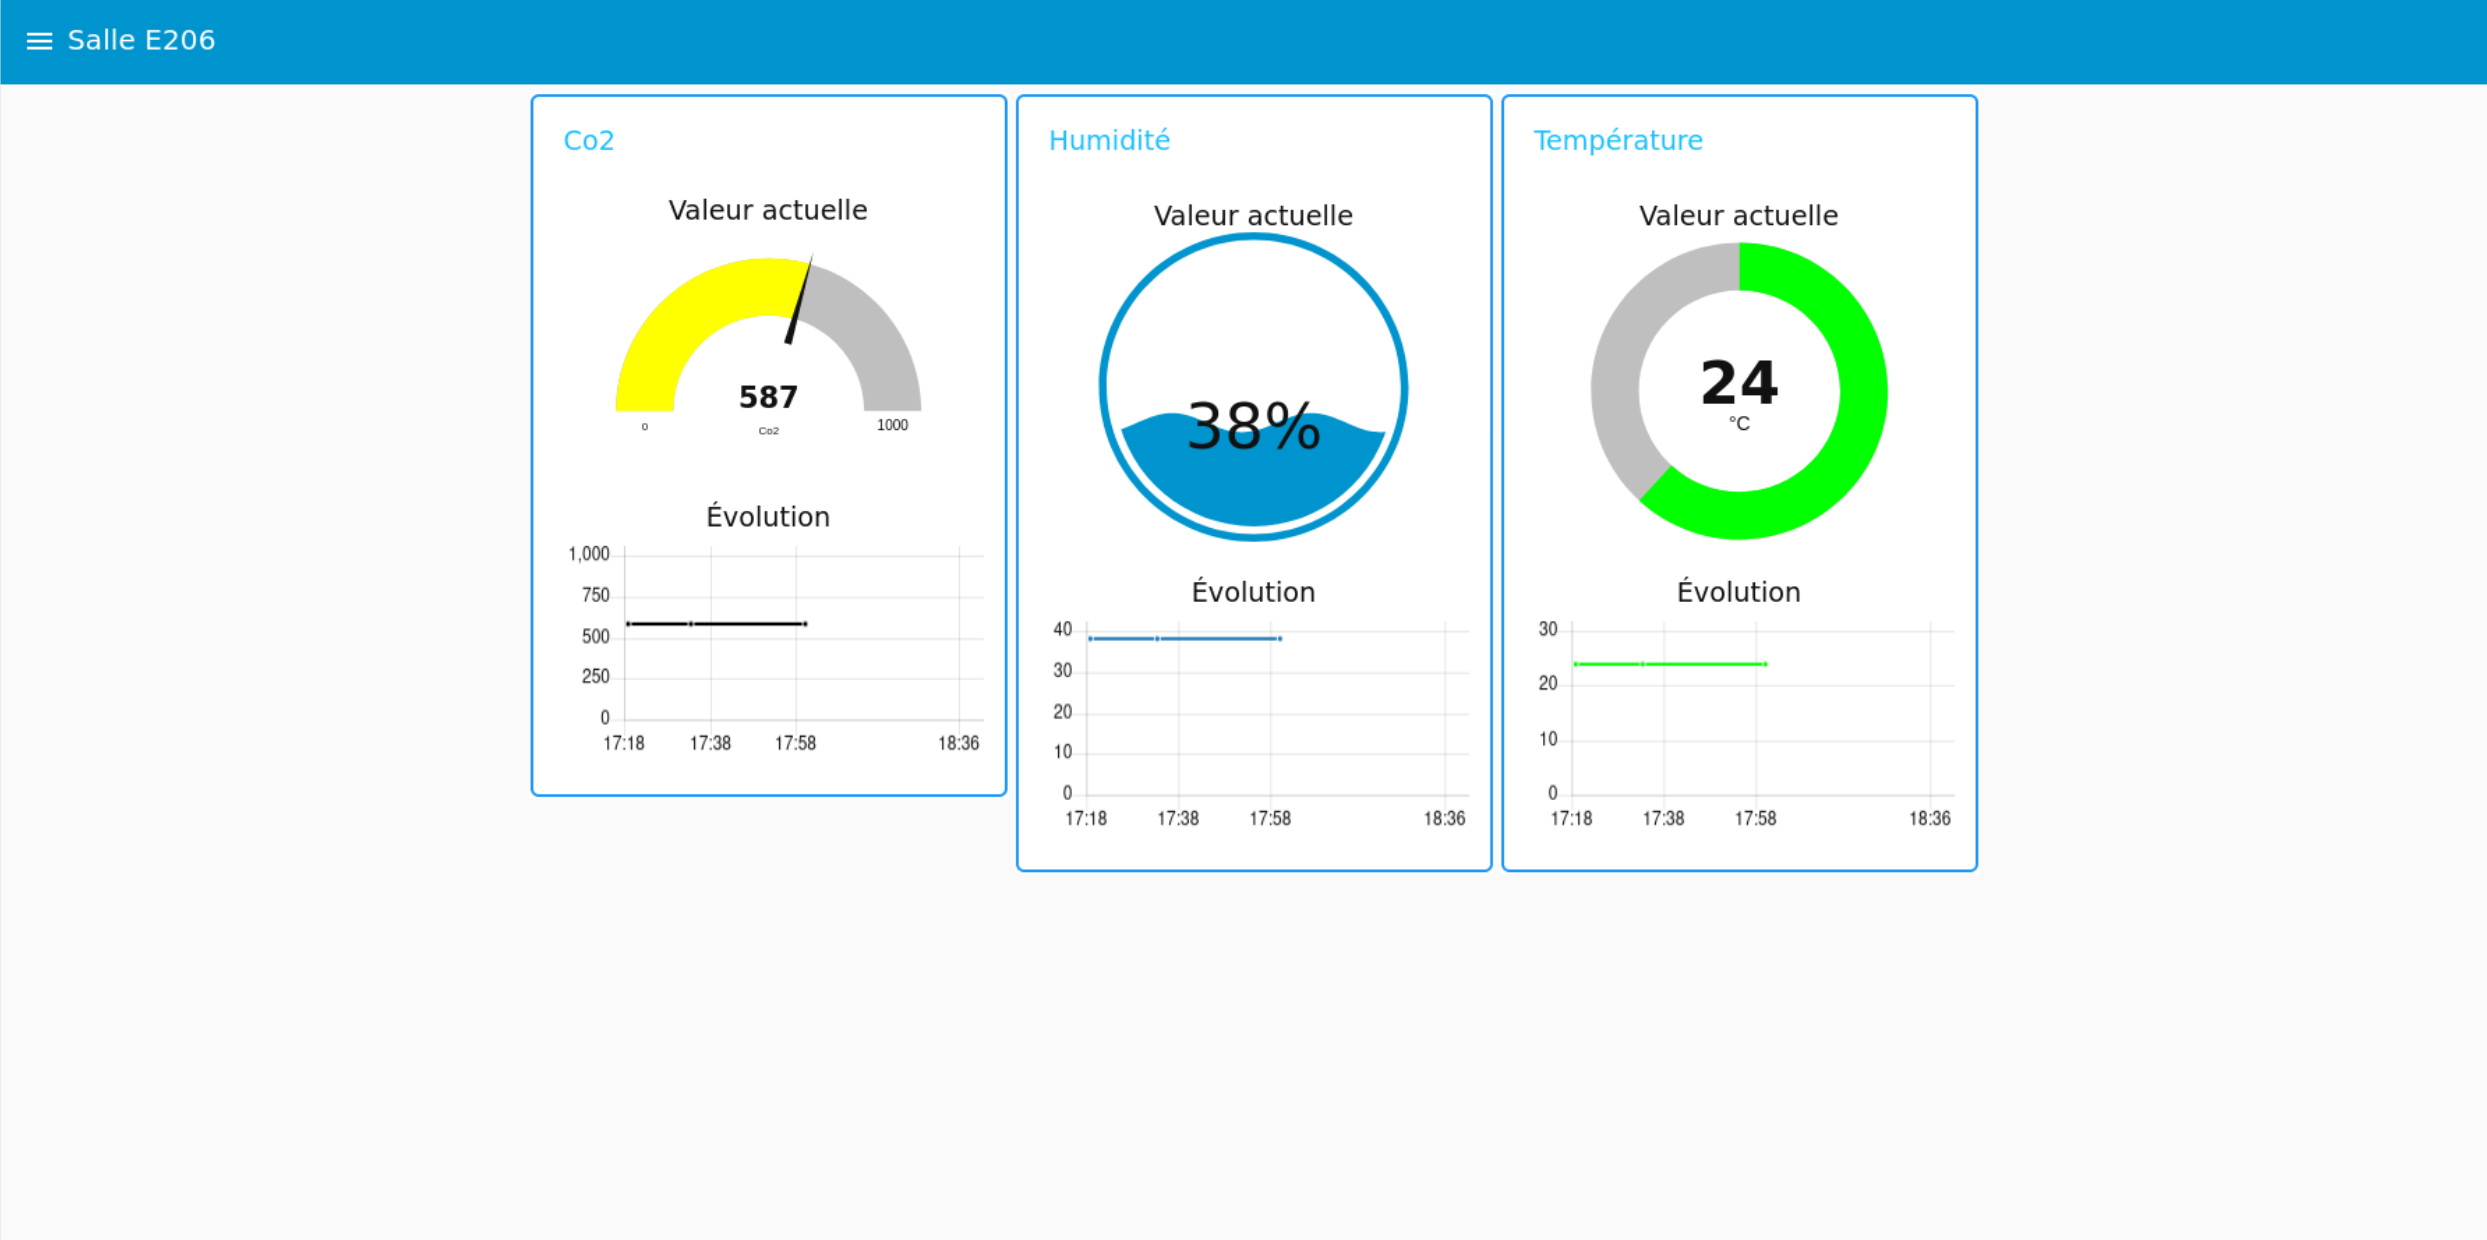 Salle E206
Co2
Valeur actuelle
587
Co2
0
1000
Évolution
1,000
750
500
250
0
17:18 17:38 17:58 18:36
Humidité
Valeur actuelle
38%
Évolution
40
30
20
10
0
17:18 17:38 17:58 18:36
Température
Valeur actuelle
24
°C
Évolution
30
20
10
0
17:18 17:38 17:58 18:36